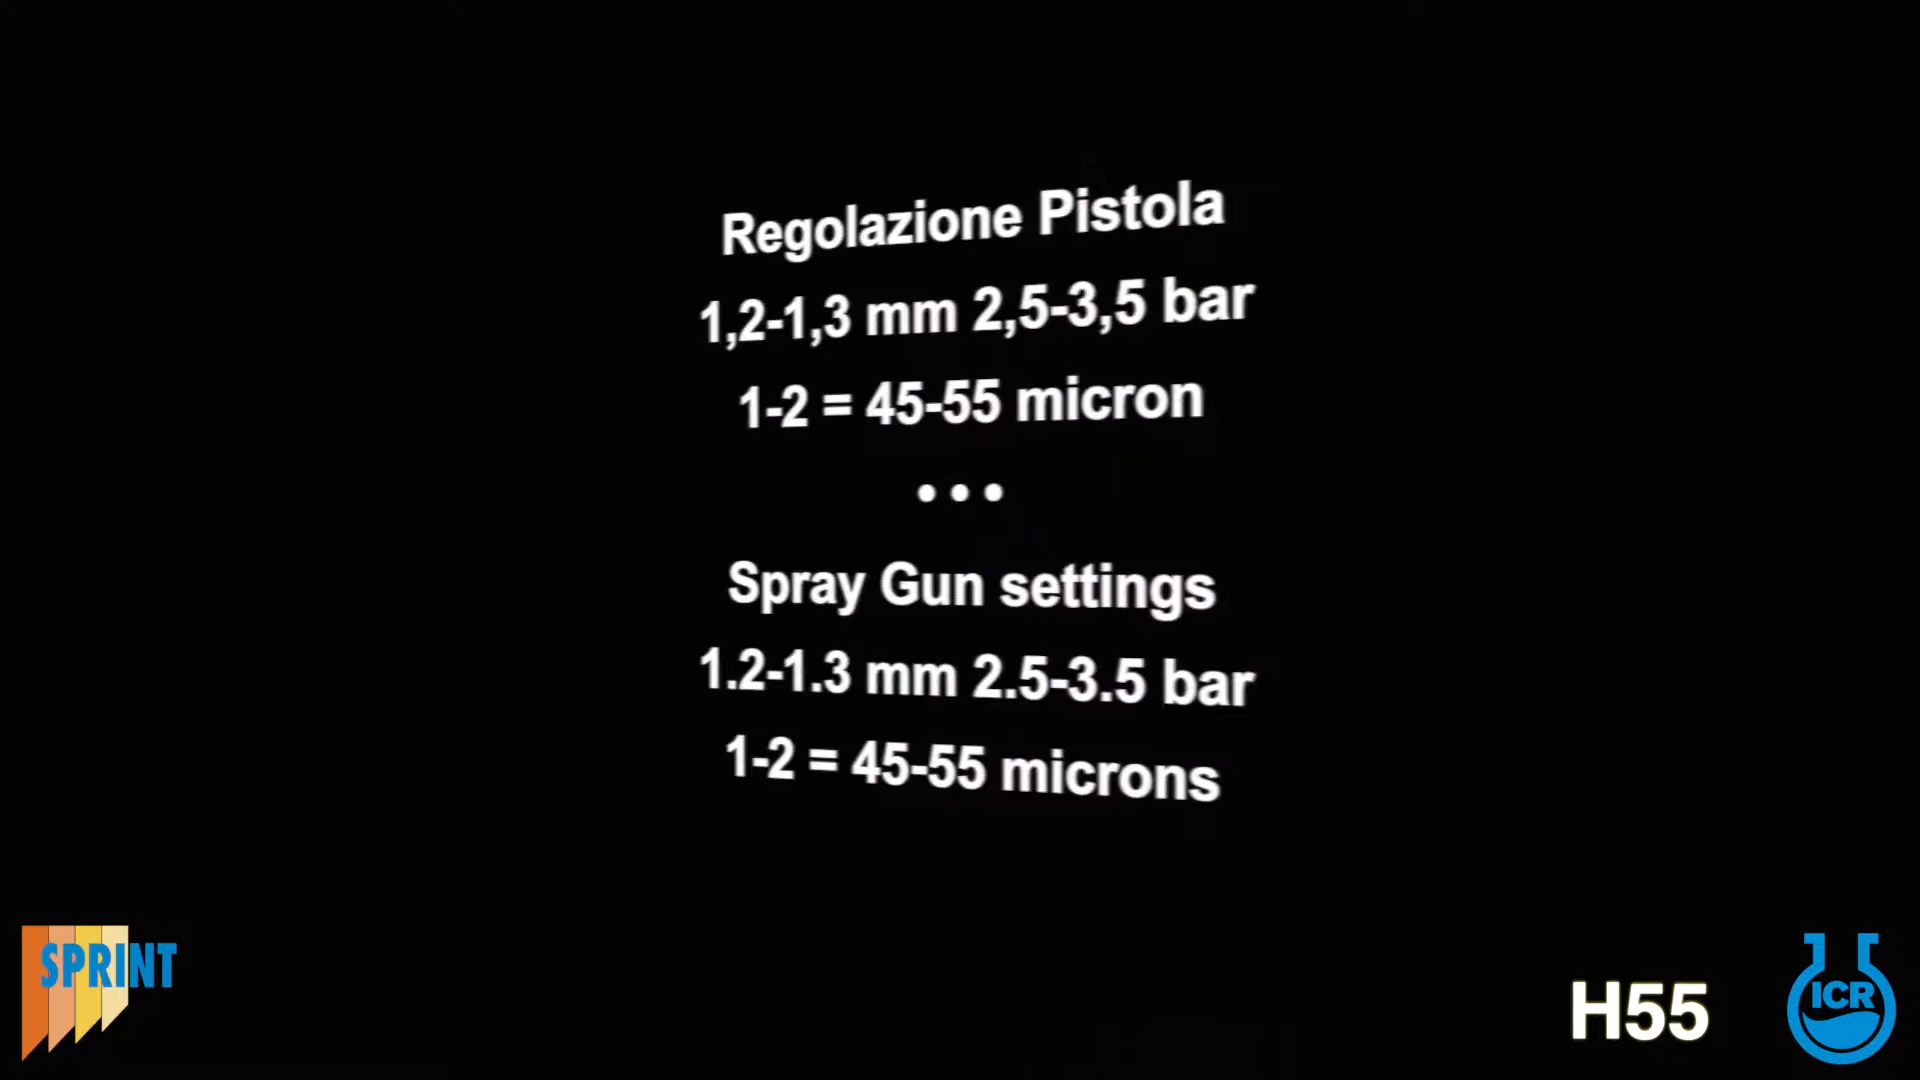 Regolazione Pistola
1,2-1,3 mm 2,5-3,5 bar
1-2 = 45-55 micron
•••
Spray Gun settings
1.2-1.3 mm 2.5-3.5 bar
1-2 = 45-55 microns
SPRINT
H55
ICR